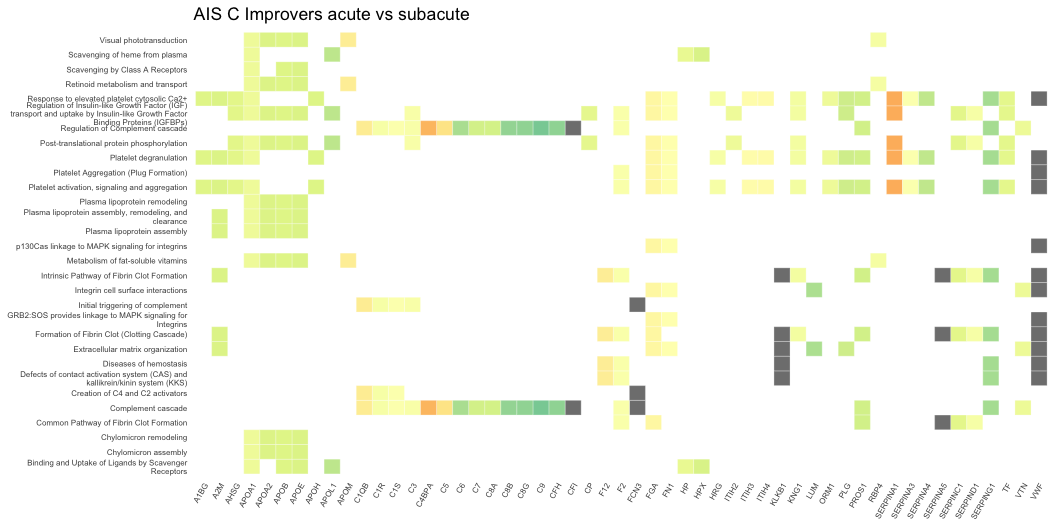 AIS C Improvers acute vs subacute
Visual phototransduction
Scavenging of heme from plasma
Scavenging by Class A Receptors
Retinoid metabolism and transport
Response to elevated platelet cytosolic Ca2+
Regulation of Insulin-like Growth Factor (IGF)
transport and uptake by Insulin-like Growth Factor
Binding Proteins (IGFBPs)
Regulation of Complement cascade
Post-translational protein phosphorylation
Platelet degranulation
Platelet Aggregation (Plug Formation)
Platelet activation, signaling and aggregation
Plasma lipoprotein remodeling
Plasma lipoprotein assembly, remodeling, and
clearance
Plasma lipoprotein assembly
p130Cas linkage to MAPK signaling for integrins
Metabolism of fat-soluble vitamins
Intrinsic Pathway of Fibrin Clot Formation
Integrin cell surface interactions
Initial triggering of complement
GRB2:SOS provides linkage to MAPK signaling for
Integrins
Formation of Fibrin Clot (Clotting Cascade)
Extracellular matrix organization
Diseases of hemostasis
Defects of contact activation system (CAS) and
kallikrein/kinin system (KKS)
Creation of C4 and C2 activators
Complement cascade
Common Pathway of Fibrin Clot Formation
Chylomicron remodeling
Chylomicron assembly
Binding and Uptake of Ligands by Scavenger
Receptors
A1BG
A2M
AHSG
APOA1
APOA2
APOB
APOE
APOH
APOL1
APOM
C1QB
C1R
C1S
C3
C4BPA
C5
C6
C7
C8A
C8B
C8G
C9
CFH
CFI
CP
F12
F2
FCN3
FGA
FN1
HP
HPX
HRG
ITIH2
ITIH3
ITIH4
KLKB1
KNG1
LUM
ORM1
PLG
PROS1
RBP4
SERPINA1
SERPINA3
SERPINA4
SERPINA5
SERPINC1
SERPIND1
SERPING1
TF
VTN
VWF